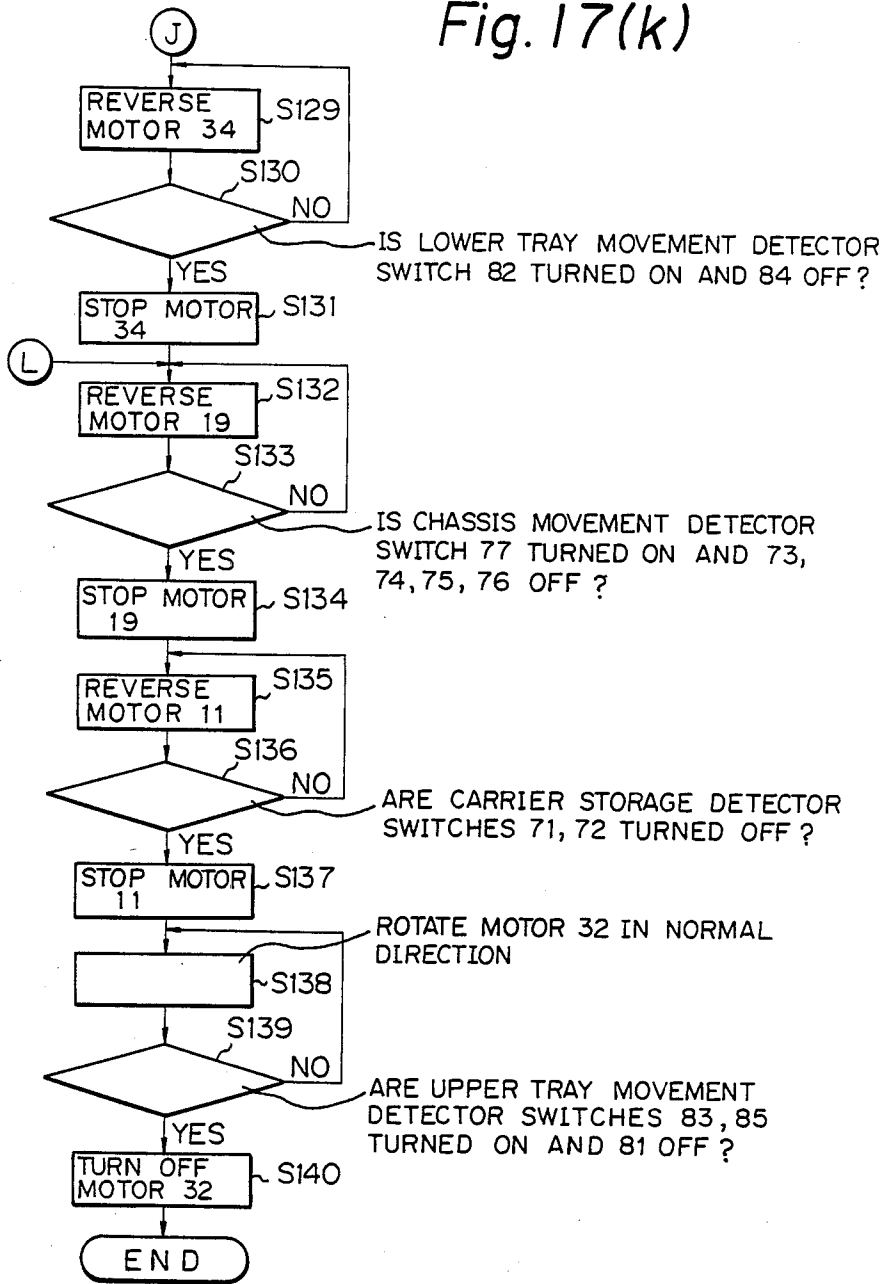 Fig. 17(k)
J
REVERSE
MOTOR 34
S129
S130
NO
IS LOWER TRAY MOVEMENT DETECTOR
SWITCH 82 TURNED ON AND 84 OFF ?
YES
STOP MOTOR
34
S131
L
REVERSE
MOTOR 19
S132
S133
NO
IS CHASSIS MOVEMENT DETECTOR
SWITCH 77 TURNED ON AND 73,
74, 75, 76 OFF ?
YES
STOP MOTOR
19
S134
REVERSE
MOTOR 11
S135
S136
NO
ARE CARRIER STORAGE DETECTOR
SWITCHES 71, 72 TURNED OFF ?
YES
STOP MOTOR
11
S137
ROTATE MOTOR 32 IN NORMAL
DIRECTION
S138
S139
NO
ARE UPPER TRAY MOVEMENT
DETECTOR SWITCHES 83, 85
TURNED ON AND 81 OFF ?
YES
TURN OFF
MOTOR 32
S140
END